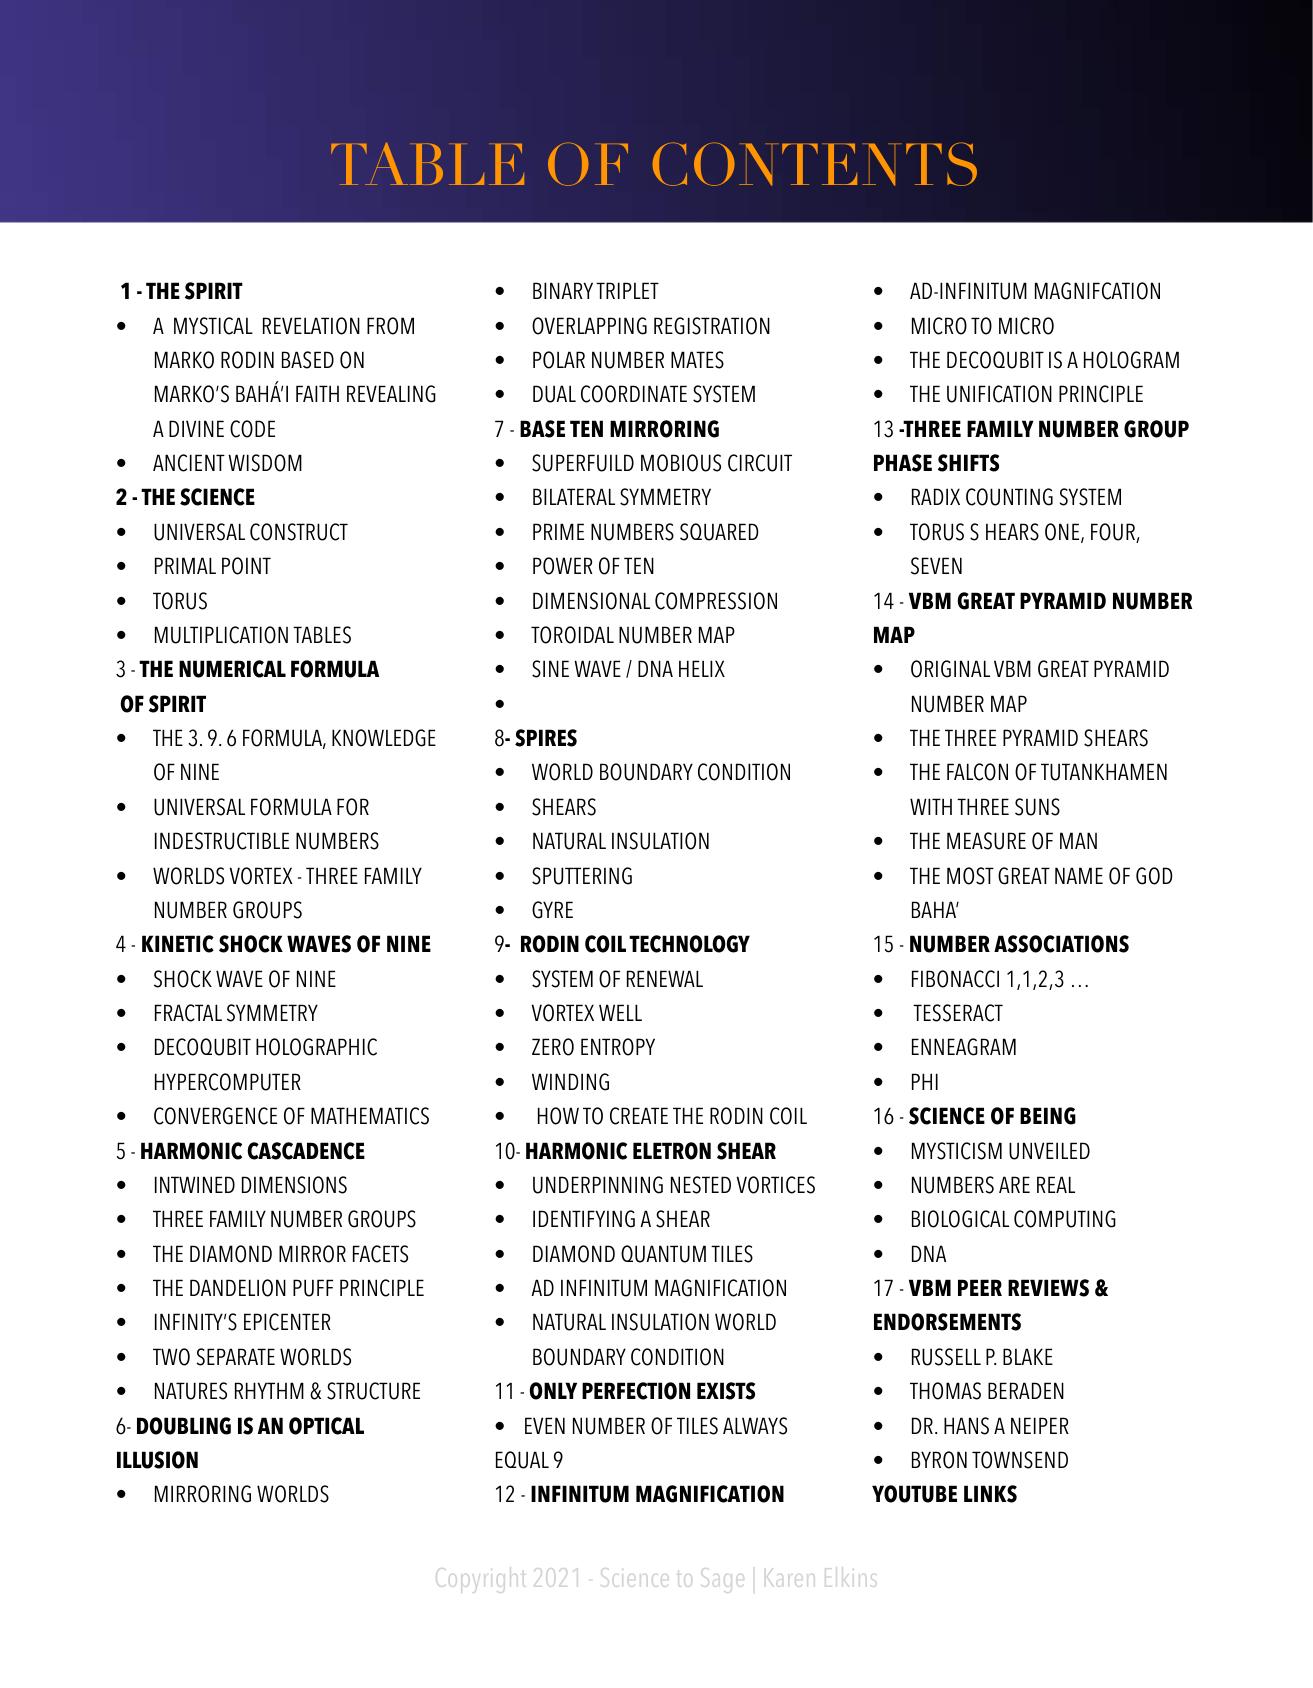 TABLE OF CONTENTS
1 - THE SPIRIT
• A MYSTICAL REVELATION FROM
MARKO RODIN BASED ON
MARKO'S BAHÁ'I FAITH REVEALING
A DIVINE CODE
• ANCIENT WISDOM
2 - THE SCIENCE
• UNIVERSAL CONSTRUCT
• PRIMAL POINT
• TORUS
• MULTIPLICATION TABLES
3 - THE NUMERICAL FORMULA
OF SPIRIT
• THE 3. 9. 6 FORMULA, KNOWLEDGE
OF NINE
• UNIVERSAL FORMULA FOR
INDESTRUCTIBLE NUMBERS
• WORLDS VORTEX - THREE FAMILY
NUMBER GROUPS
4 - KINETIC SHOCK WAVES OF NINE
• SHOCK WAVE OF NINE
• FRACTAL SYMMETRY
• DECOQUBIT HOLOGRAPHIC
HYPERCOMPUTER
• CONVERGENCE OF MATHEMATICS
5 - HARMONIC CASCADENCE
• INTWINED DIMENSIONS
• THREE FAMILY NUMBER GROUPS
• THE DIAMOND MIRROR FACETS
• THE DANDELION PUFF PRINCIPLE
• INFINITY'S EPICENTER
• TWO SEPARATE WORLDS
• NATURES RHYTHM & STRUCTURE
6- DOUBLING IS AN OPTICAL
ILLUSION
• MIRRORING WORLDS
• BINARY TRIPLET
• OVERLAPPING REGISTRATION
• POLAR NUMBER MATES
• DUAL COORDINATE SYSTEM
7 - BASE TEN MIRRORING
• SUPERFUILD MOBIOUS CIRCUIT
• BILATERAL SYMMETRY
• PRIME NUMBERS SQUARED
• POWER OF TEN
• DIMENSIONAL COMPRESSION
• TOROIDAL NUMBER MAP
• SINE WAVE / DNA HELIX
•
8- SPIRES
• WORLD BOUNDARY CONDITION
• SHEARS
• NATURAL INSULATION
• SPUTTERING
• GYRE
9- RODIN COIL TECHNOLOGY
• SYSTEM OF RENEWAL
• VORTEX WELL
• ZERO ENTROPY
• WINDING
• HOW TO CREATE THE RODIN COIL
10- HARMONIC ELETRON SHEAR
• UNDERPINNING NESTED VORTICES
• IDENTIFYING A SHEAR
• DIAMOND QUANTUM TILES
• AD INFINITUM MAGNIFICATION
• NATURAL INSULATION WORLD
BOUNDARY CONDITION
11 - ONLY PERFECTION EXISTS
• EVEN NUMBER OF TILES ALWAYS
EQUAL 9
12 - INFINITUM MAGNIFICATION
• AD-INFINITUM MAGNIFCATION
• MICRO TO MICRO
• THE DECOQUBIT IS A HOLOGRAM
• THE UNIFICATION PRINCIPLE
13 -THREE FAMILY NUMBER GROUP
PHASE SHIFTS
• RADIX COUNTING SYSTEM
• TORUS S HEARS ONE, FOUR,
SEVEN
14 - VBM GREAT PYRAMID NUMBER
MAP
• ORIGINAL VBM GREAT PYRAMID
NUMBER MAP
• THE THREE PYRAMID SHEARS
• THE FALCON OF TUTANKHAMEN
WITH THREE SUNS
• THE MEASURE OF MAN
• THE MOST GREAT NAME OF GOD
BAHA'
15 - NUMBER ASSOCIATIONS
• FIBONACCI 1,1,2,3 …
• TESSERACT
• ENNEAGRAM
• PHI
16 - SCIENCE OF BEING
• MYSTICISM UNVEILED
• NUMBERS ARE REAL
• BIOLOGICAL COMPUTING
• DNA
17 - VBM PEER REVIEWS &
ENDORSEMENTS
• RUSSELL P. BLAKE
• THOMAS BERADEN
• DR. HANS A NEIPER
• BYRON TOWNSEND
YOUTUBE LINKS
Copyright 2021 - Science to Sage | Karen Elkins